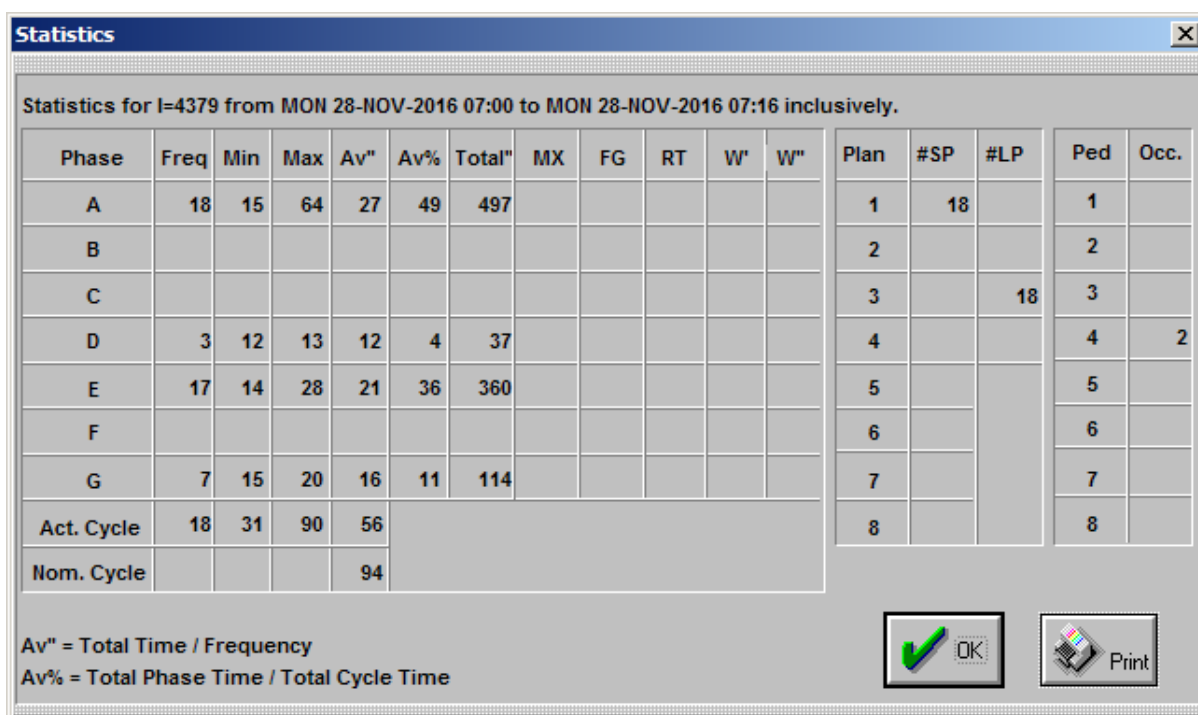 Statistics
Statistics for I=4379 from MON 28-NOV-2016 07:00 to MON 28-NOV-2016 07:16 inclusively.
Phase Freq Min Max Av" Av% Total" MX FG RT W' W"
A 18 15 64 27 49 497
B
C
D 3 12 13 12 4 37
E 17 14 28 21 36 360
F
G 7 15 20 16 11 114
Act. Cycle 18 31 90 56
Nom. Cycle 94
Plan #SP #LP
1 18
2
3 18
4
5
6
7
8
Ped Occ.
1
2
3
4 2
5
6
7
8
Av" = Total Time / Frequency
Av% = Total Phase Time / Total Cycle Time
OK
Print